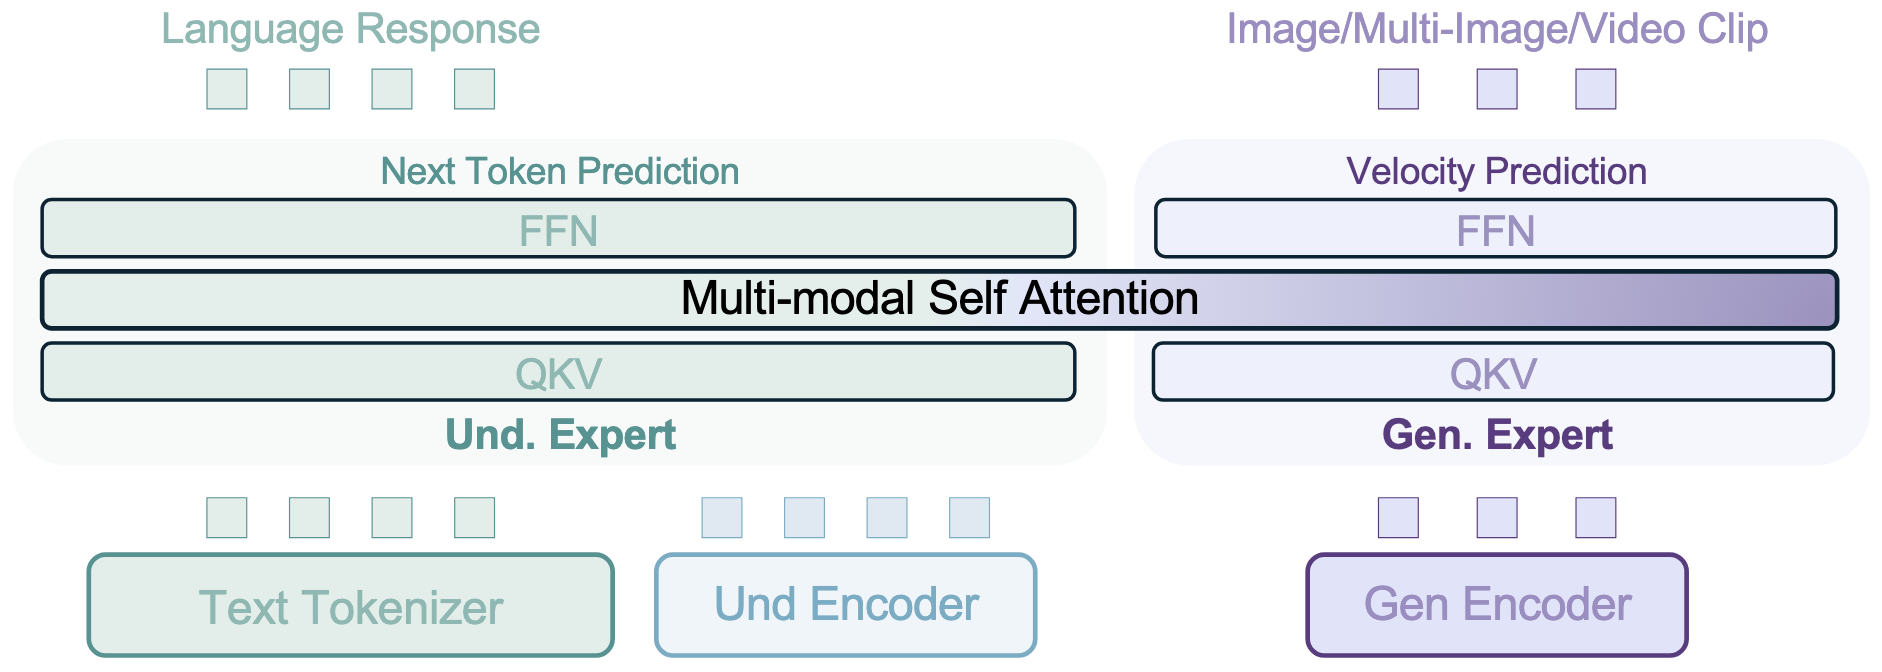 Language Response
Image/Multi-Image/Video Clip
Next Token Prediction
Velocity Prediction
FFN
FFN
Multi-modal Self Attention
QKV
QKV
Und. Expert
Gen. Expert
Text Tokenizer
Und Encoder
Gen Encoder